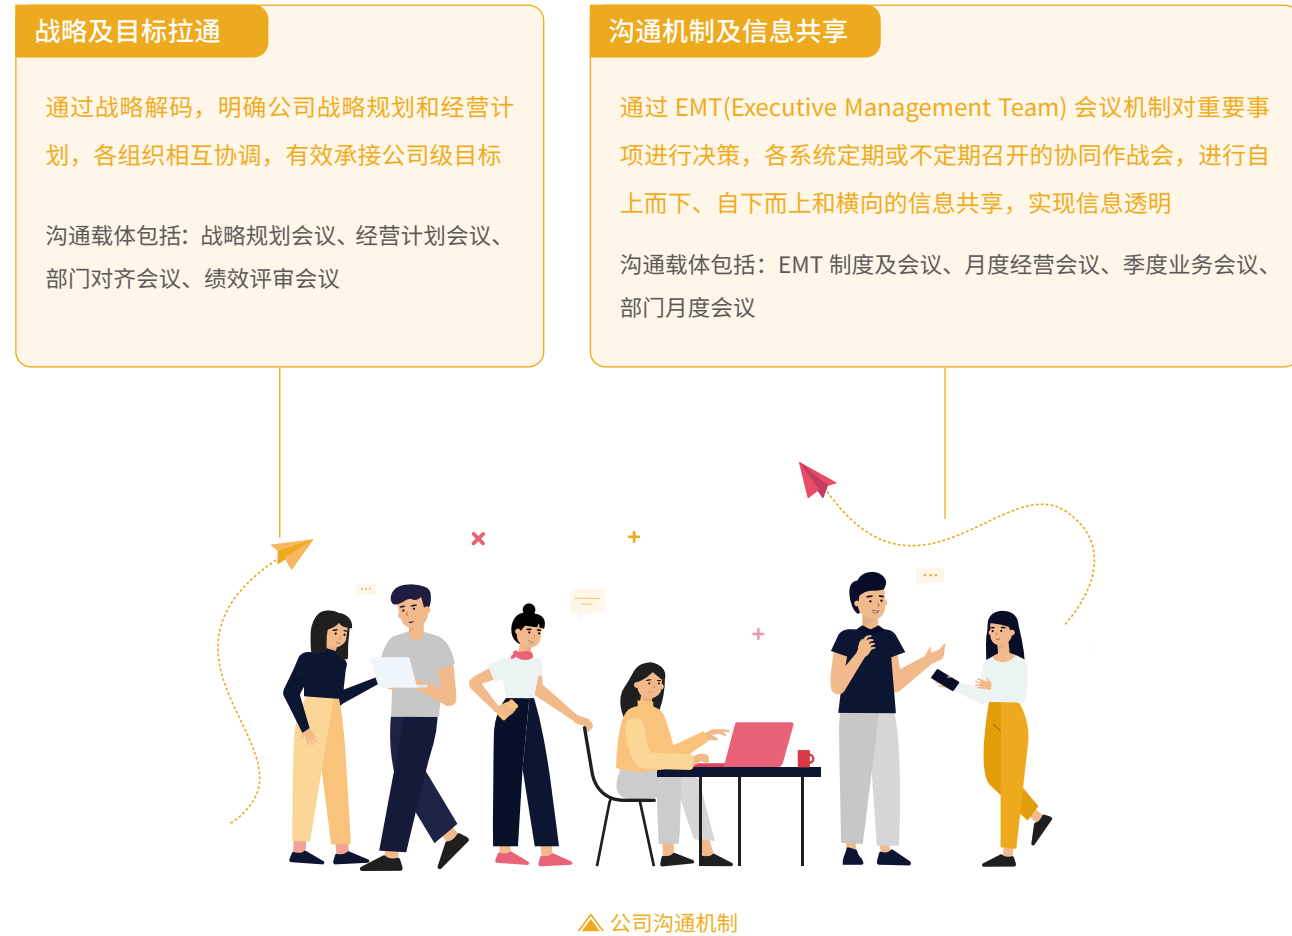 战略及目标拉通
通过战略解码，明确公司战略规划和经营计
划，各组织相互协调，有效承接公司级目标
沟通载体包括：战略规划会议、经营计划会议、
部门对齐会议、绩效评审会议
沟通机制及信息共享
通过 EMT(Executive Management Team) 会议机制对重要事
项进行决策，各系统定期或不定期召开的协同作战会，进行自
上而下、自下而上和横向的信息共享，实现信息透明
沟通载体包括：EMT 制度及会议、月度经营会议、季度业务会议、
部门月度会议
公司沟通机制